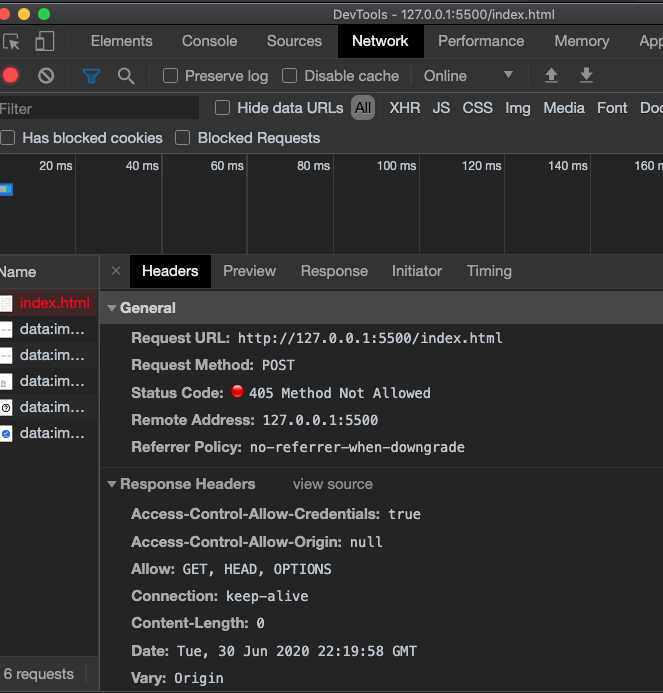 DevTools - 127.0.0.1:5500/index.html
Elements Console Sources Network Performance Memory
Preserve log Disable cache Online
Filter Hide data URLs All XHR JS CSS Img Media Font
Has blocked cookies Blocked Requests
20 ms 40 ms 60 ms 80 ms 100 ms 120 ms 140 ms 160 m
Name Headers Preview Response Initiator Timing
index.html
data:im...
data:im...
data:im...
data:im...
data:im...
6 requests
General
Request URL: http://127.0.0.1:5500/index.html
Request Method: POST
Status Code: 405 Method Not Allowed
Remote Address: 127.0.0.1:5500
Referrer Policy: no-referrer-when-downgrade
Response Headers view source
Access-Control-Allow-Credentials: true
Access-Control-Allow-Origin: null
Allow: GET, HEAD, OPTIONS
Connection: keep-alive
Content-Length: 0
Date: Tue, 30 Jun 2020 22:19:58 GMT
Vary: Origin